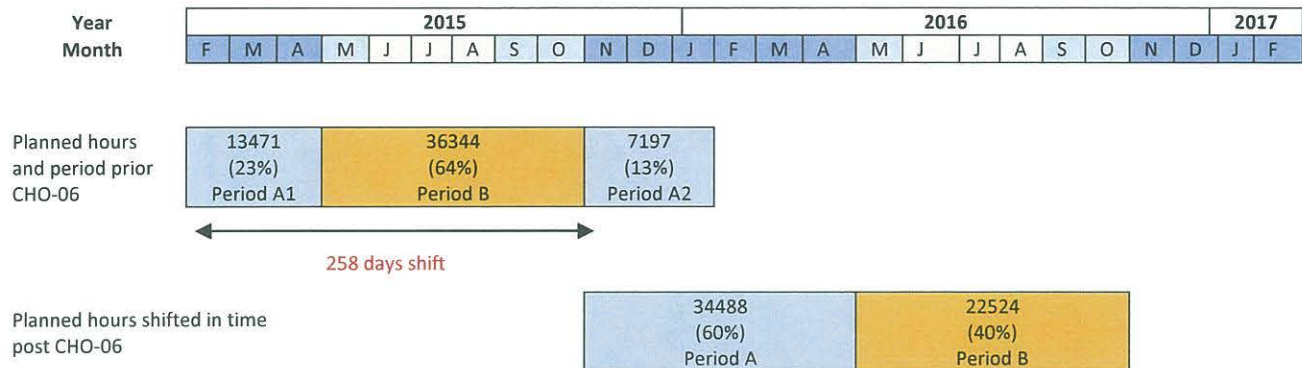 Year 2015 2016 2017
Month F M A M J J A S O N D J F M A M J J A S O N D J F
Planned hours
and period prior
CHO-06
13471 36344 7197
(23%) (64%) (13%)
Period A1 Period B Period A2
258 days shift
Planned hours shifted in time
post CHO-06
34488 22524
(60%) (40%)
Period A Period B